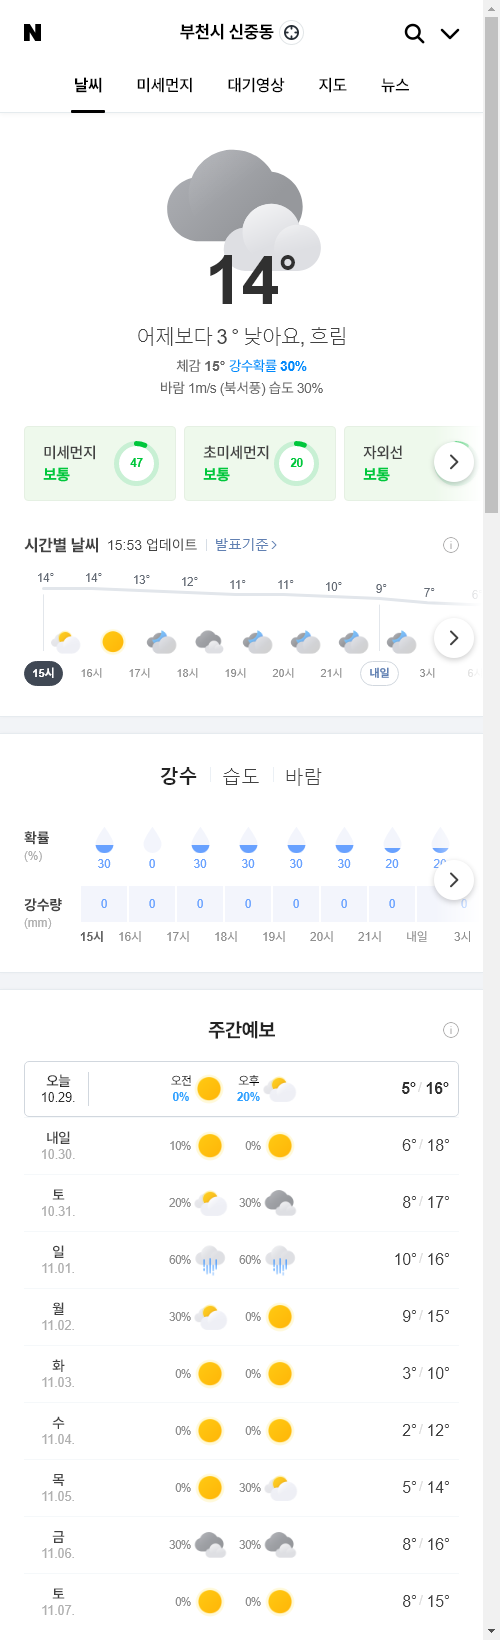 N 부천시 신중동
날씨 미세먼지 대기영상 지도 뉴스
14°
어제보다 3 ° 낮아요, 흐림
체감 15° 강수확률 30%
바람 1m/s (북서풍) 습도 30%
미세먼지 보통 47
초미세먼지 보통 20
자외선 보통
시간별 날씨 15:53 업데이트 발표기준 >
14° 14° 13° 12° 11° 11° 10° 9° 7° 6
15시 16시 17시 18시 19시 20시 21시 내일 3시
강수 습도 바람
확률 (%)
30 0 30 30 30 30 20 20
강수량 (mm)
0 0 0 0 0 0 0 0
15시 16시 17시 18시 19시 20시 21시 내일 3시
주간예보
오늘 10.29. 오전 0% 오후 20% 5° / 16°
내일 10.30. 10% 0% 6° / 18°
토 10.31. 20% 30% 8° / 17°
일 11.01. 60% 60% 10° / 16°
월 11.02. 30% 0% 9° / 15°
화 11.03. 0% 0% 3° / 10°
수 11.04. 0% 0% 2° / 12°
목 11.05. 0% 30% 5° / 14°
금 11.06. 30% 30% 8° / 16°
토 11.07. 0% 0% 8° / 15°